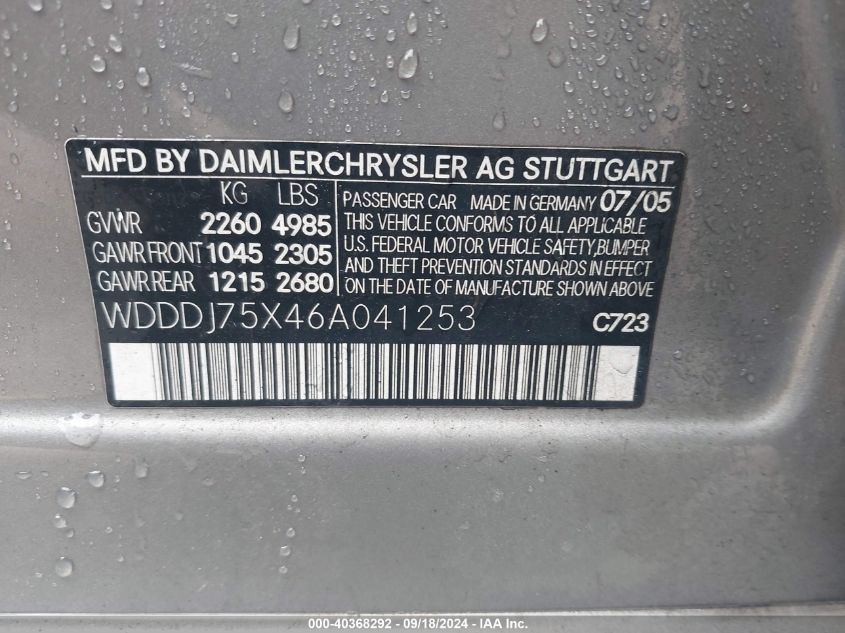 MFD BY DAIMLERCHRYSLER AG STUTTGART
KG LBS
GVWR 2260 4985
GAWR FRONT 1045 2305
GAWR REAR 1215 2680
PASSENGER CAR MADE IN GERMANY 07/05
THIS VEHICLE CONFORMS TO ALL APPLICABLE
U.S. FEDERAL MOTOR VEHICLE SAFETY,BUMPER
AND THEFT PREVENTION STANDARDS IN EFFECT
ON THE DATE OF MANUFACTURE SHOWN ABOVE
WDDDJ75X46A041253
C723
000-40368292 - 09/18/2024 - IAA Inc.